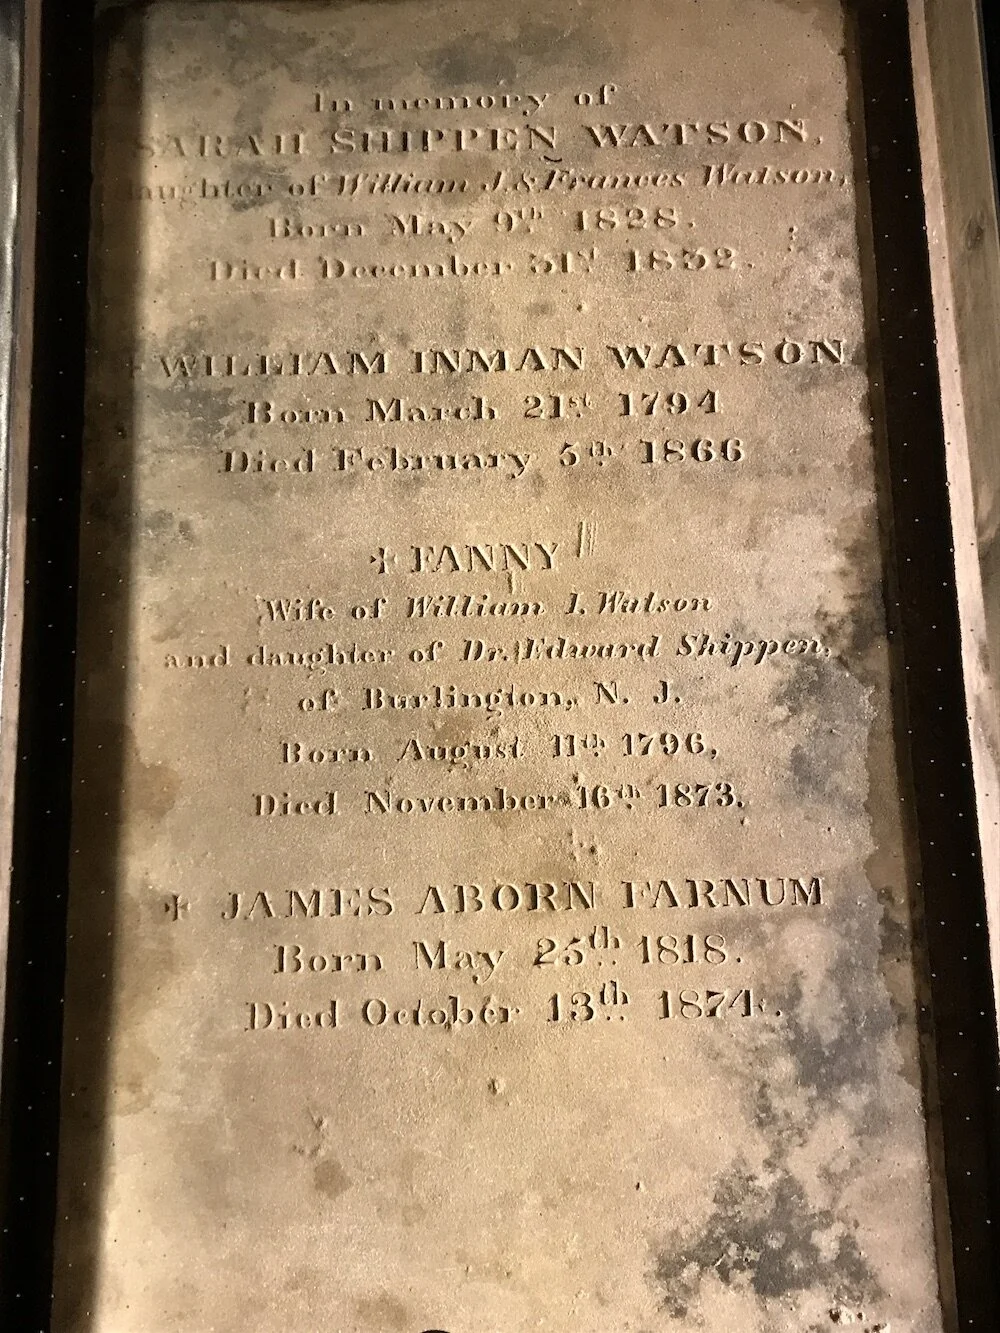 In memory of
SARAH SHIPPEN WATSON,
daughter of William J. & Frances Watson,
Born May 9th 1828.
Died December 31st 1832.
WILLIAM INMAN WATSON
Born March 21st 1794
Died February 5th 1866
✝ FANNY
Wife of William I. Watson
and daughter of Dr. Edward Shippen,
of Burlington, N. J.
Born August 11th 1796,
Died November 16th 1873.
✝ JAMES ABORN FARNUM
Born May 25th 1818.
Died October 13th 1874.